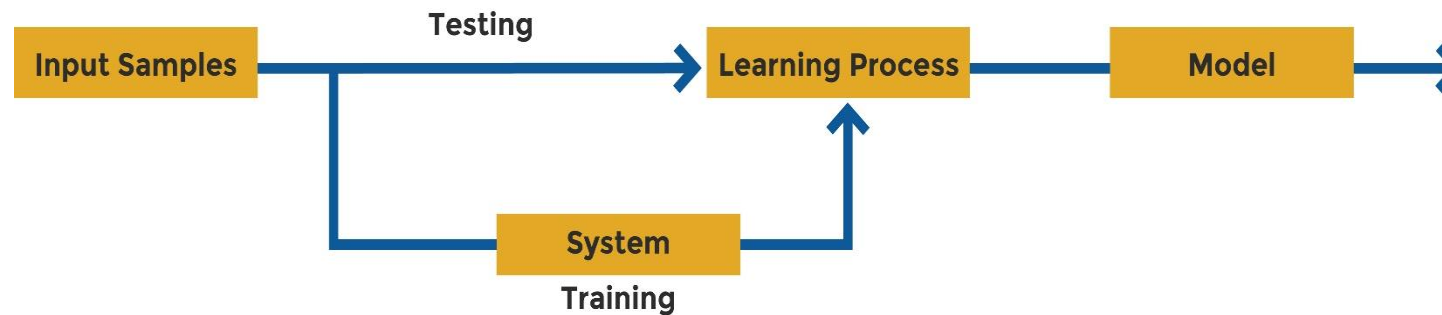 Testing
Input Samples
Learning Process
Model
System
Training